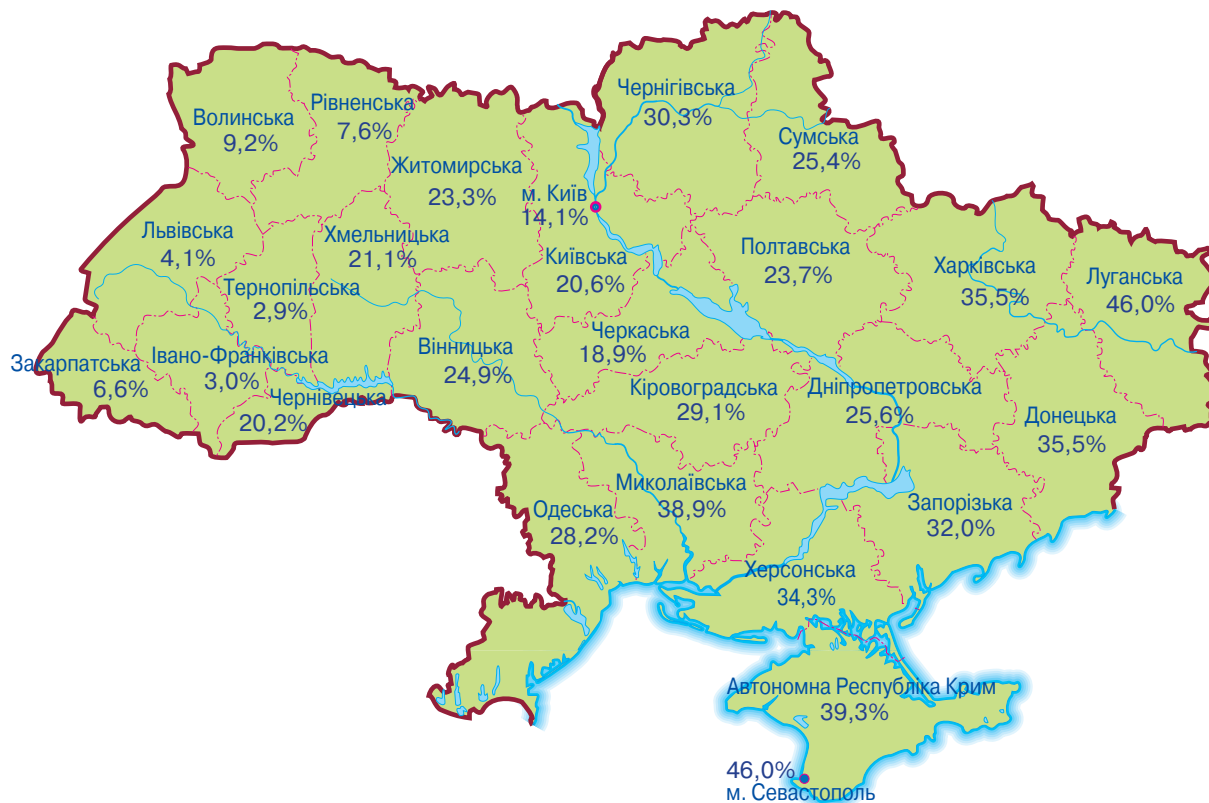 Чернігівська
30,3%
Рівненська
7,6%
Волинська
9,2%
Сумська
25,4%
Житомирська
23,3%
м. Київ
14,1%
Львівська
4,1%
Хмельницька
21,1%
Київська
20,6%
Полтавська
23,7%
Харківська
35,5%
Луганська
46,0%
Тернопільська
2,9%
Черкаська
18,9%
Вінницька
24,9%
Закарпатська
6,6%
Івано-Франківська
3,0%
Чернівецька
20,2%
Кіровоградська
29,1%
Дніпропетровська
25,6%
Донецька
35,5%
Миколаївська
38,9%
Одеська
28,2%
Запорізька
32,0%
Херсонська
34,3%
Автономна Республіка Крим
39,3%
46,0%
м. Севастополь